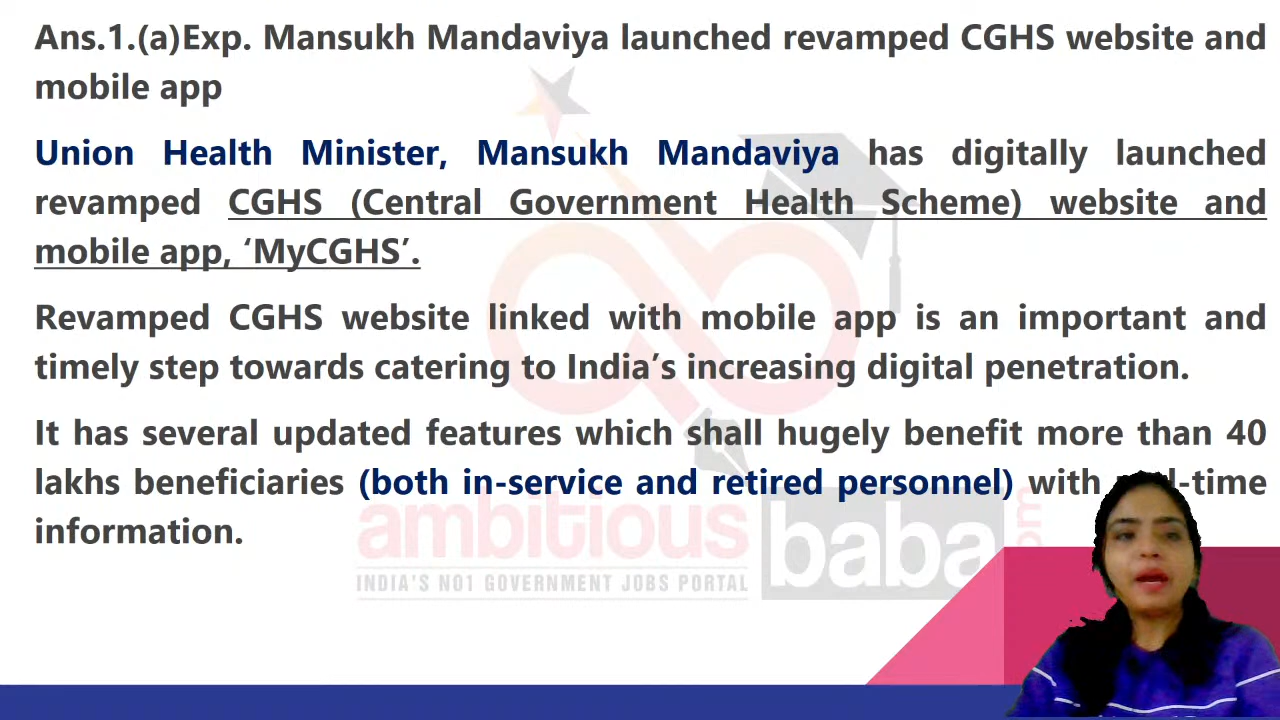 Ans.1.(a)Exp. Mansukh Mandaviya launched revamped CGHS website and
mobile app
Union Health Minister, Mansukh Mandaviya has digitally launched
revamped CGHS (Central Government Health Scheme) website and
mobile app, ‘MyCGHS’.
Revamped CGHS website linked with mobile app is an important and
timely step towards catering to India’s increasing digital penetration.
It has several updated features which shall hugely benefit more than 40
lakhs beneficiaries (both in-service and retired personnel) with
information.
ambitious baba
INDIA'S NO1 GOVERNMENT JOBS PORTAL